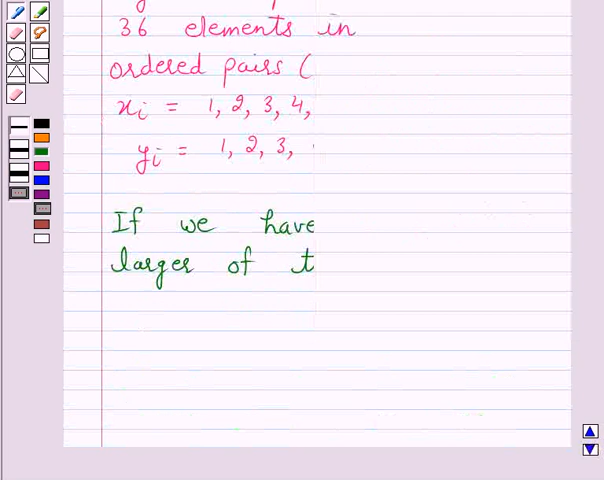 36 elements in
ordered pairs (
xi = 1, 2, 3, 4,
yi = 1, 2, 3,
If we have
larger of t